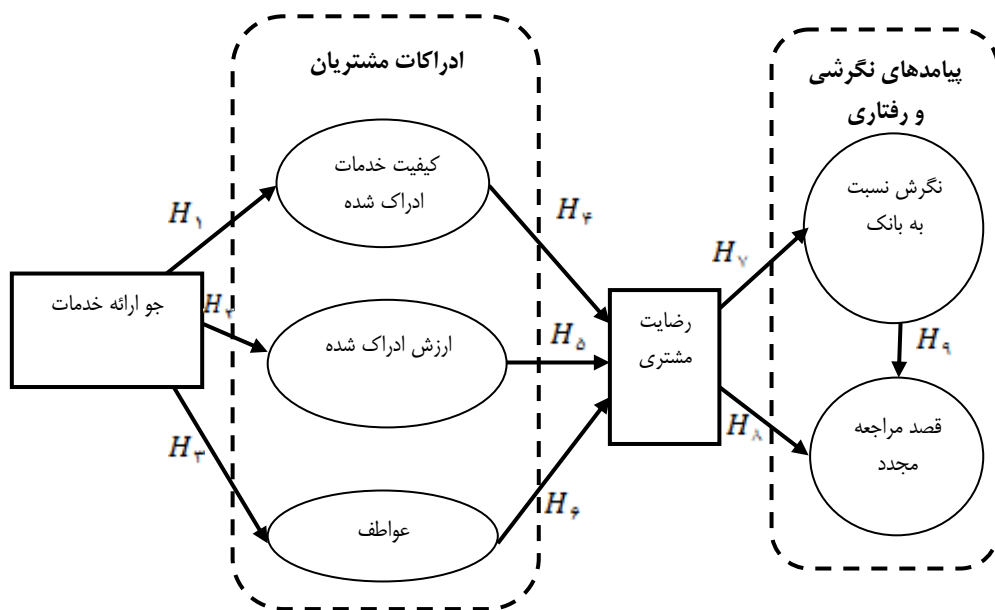 ادراکات مشتریان
پیامدهای نگرشی
و رفتاری
کیفیت خدمات
ادراک شده
نگرش نسبت
به بانک
H۱
H۴
H۷
جو ارائه خدمات
H۲
ارزش ادراک شده
H۵
رضایت
مشتری
H۹
H۳
H۸
قصد مراجعه
مجدد
عواطف
H۶